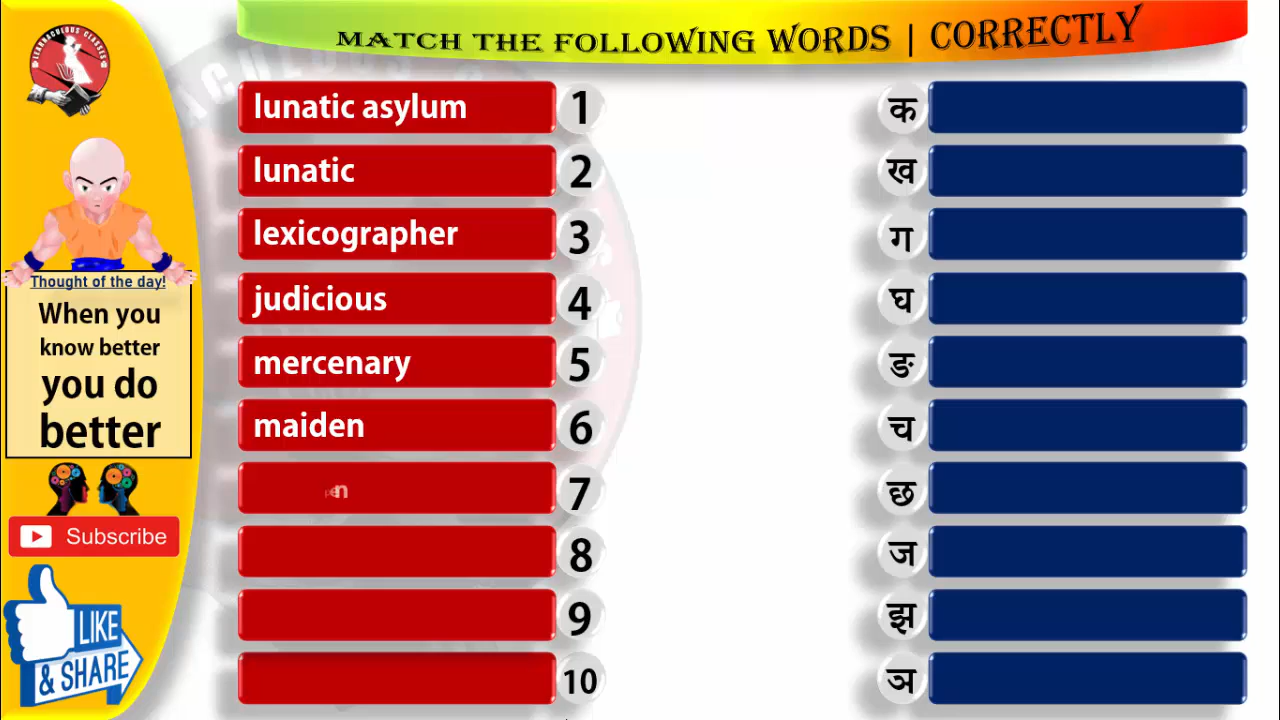 MATCH THE FOLLOWING WORDS | CORRECTLY
lunatic asylum 1 क
lunatic 2 ख
lexicographer 3 ग
judicious 4 घ
mercenary 5 ङ
maiden 6 च
7 छ
8 ज
9 झ
10 ञ
Thought of the day!
When you
know better
you do
better
Subscribe
LIKE
& SHARE